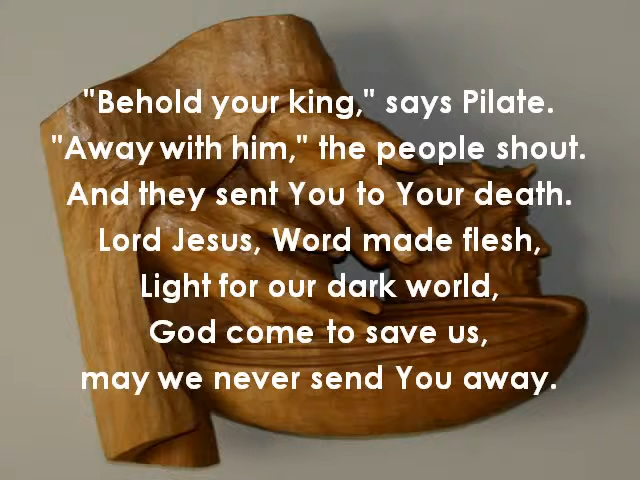 "Behold your king," says Pilate.
"Away with him," the people shout.
And they sent You to Your death.
Lord Jesus, Word made flesh,
Light for our dark world,
God come to save us,
may we never send You away.